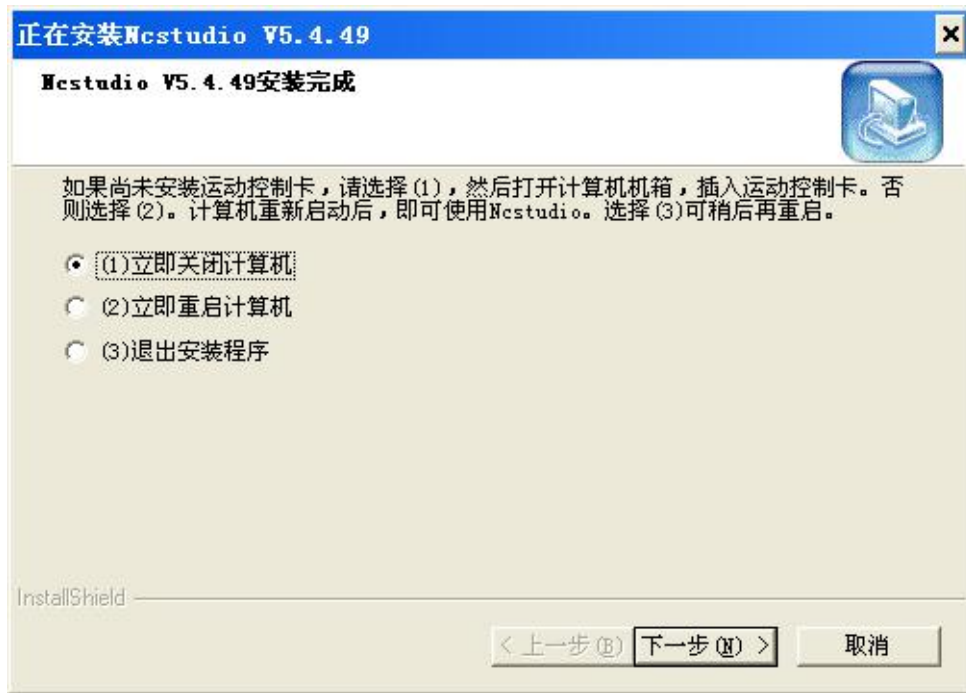 正在安装Ncstudio V5.4.49
Ncstudio V5.4.49安装完成
如果尚未安装运动控制卡，请选择(1)，然后打开计算机机箱，插入运动控制卡。否
则选择(2)。计算机重新启动后，即可使用Ncstudio。选择(3)可稍后再重启。
(1)立即关闭计算机
(2)立即重启计算机
(3)退出安装程序
InstallShield
< 上一步(B) 下一步(N) > 取消